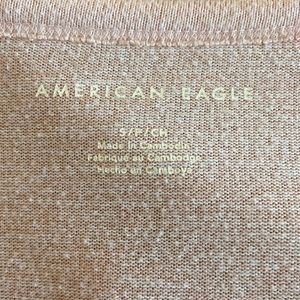 AMERICAN EAGLE
S/P/CH
Made in Cambodia
Fabriqué au Cambodge
Hecho en Camboya